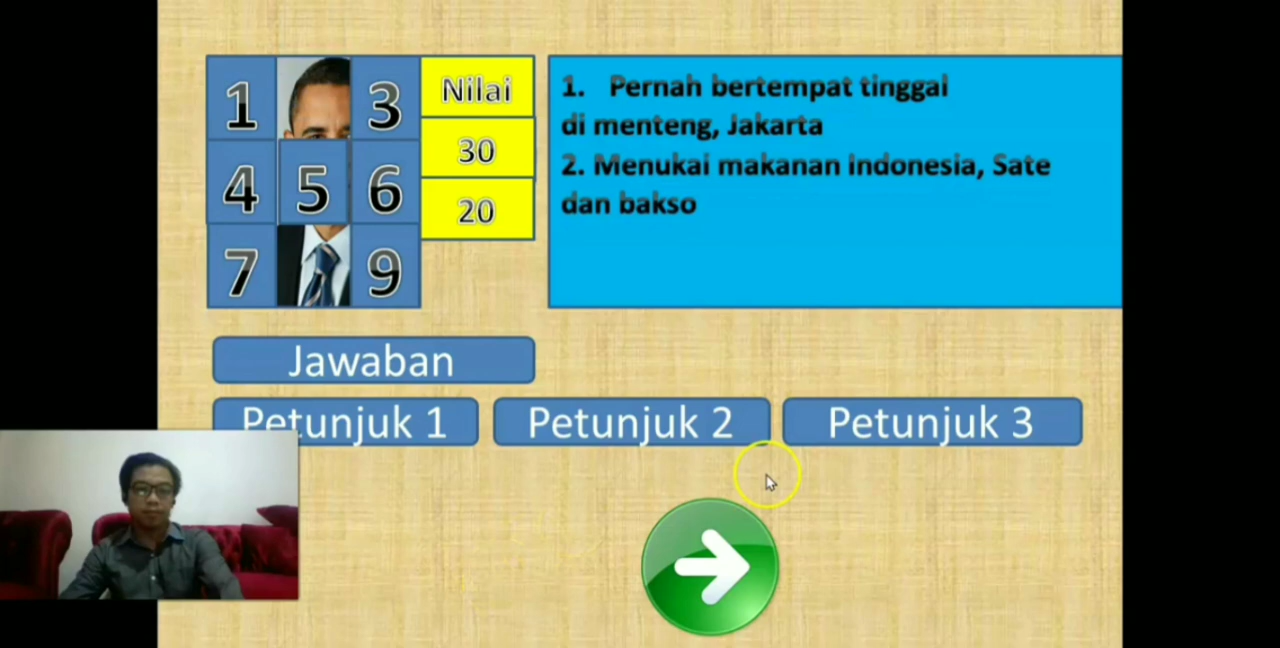 1
3
Nilai
30
4
5
6
20
7
9
1. Pernah bertempat tinggal
di menteng, Jakarta
2. Menukai makanan Indonesia, Sate
dan bakso
Jawaban
Petunjuk 1
Petunjuk 2
Petunjuk 3